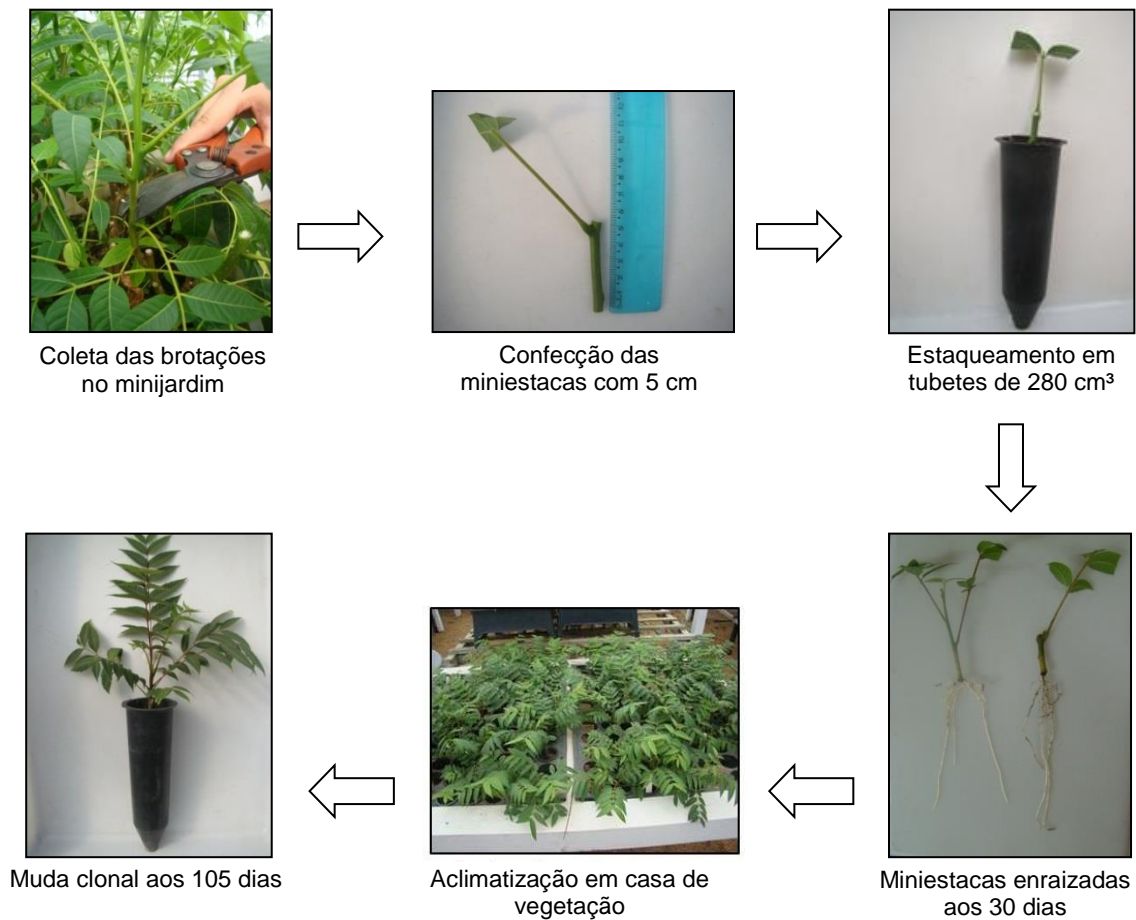 Coleta das brotações
no minijardim
Confecção das
miniestacas com 5 cm
Estaqueamento em
tubetes de 280 cm³
Miniestacas enraizadas
aos 30 dias
Aclimatização em casa de
vegetação
Muda clonal aos 105 dias